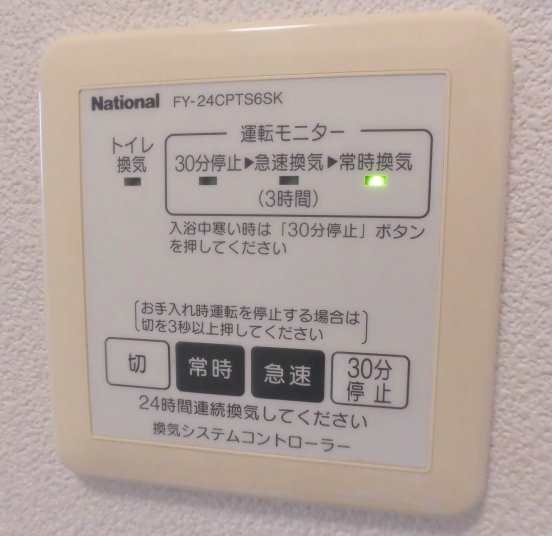 National FY-24CPTS6SK
運転モニター
トイレ
換気
30分停止▶急速換気▶常時換気
(3時間)
入浴中寒い時は「30分停止」ボタン
を押してください
お手入れ時運転を停止する場合は
切を3秒以上押してください
切 常時 急速 30分
停止
24時間連続換気してください
換気システムコントローラー